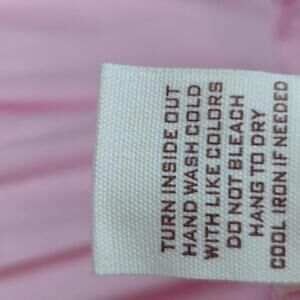 TURN INSIDE OUT
HAND WASH COLD
WITH LIKE COLORS
DO NOT BLEACH
HANG TO DRY
COOL IRON IF NEEDED